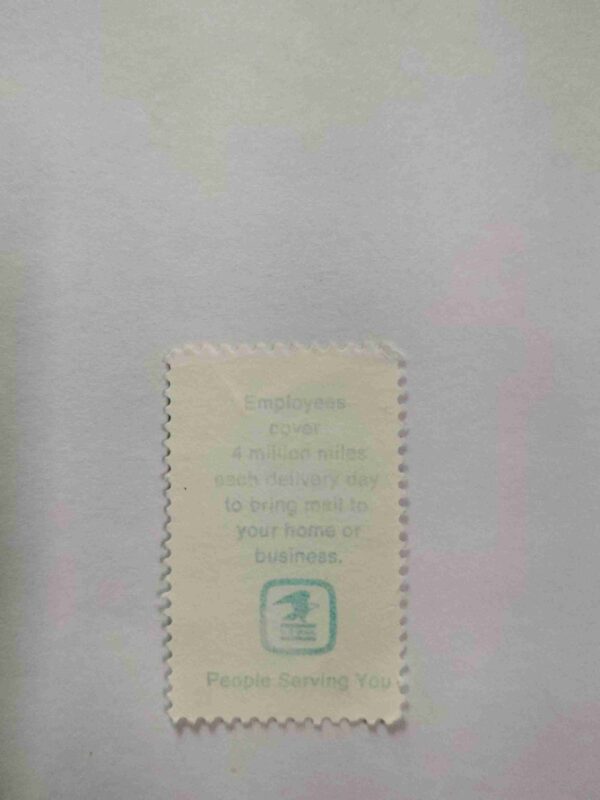 Employees
cover
4 million miles
each delivery day
to bring mail to
your home or
business.
People Serving You